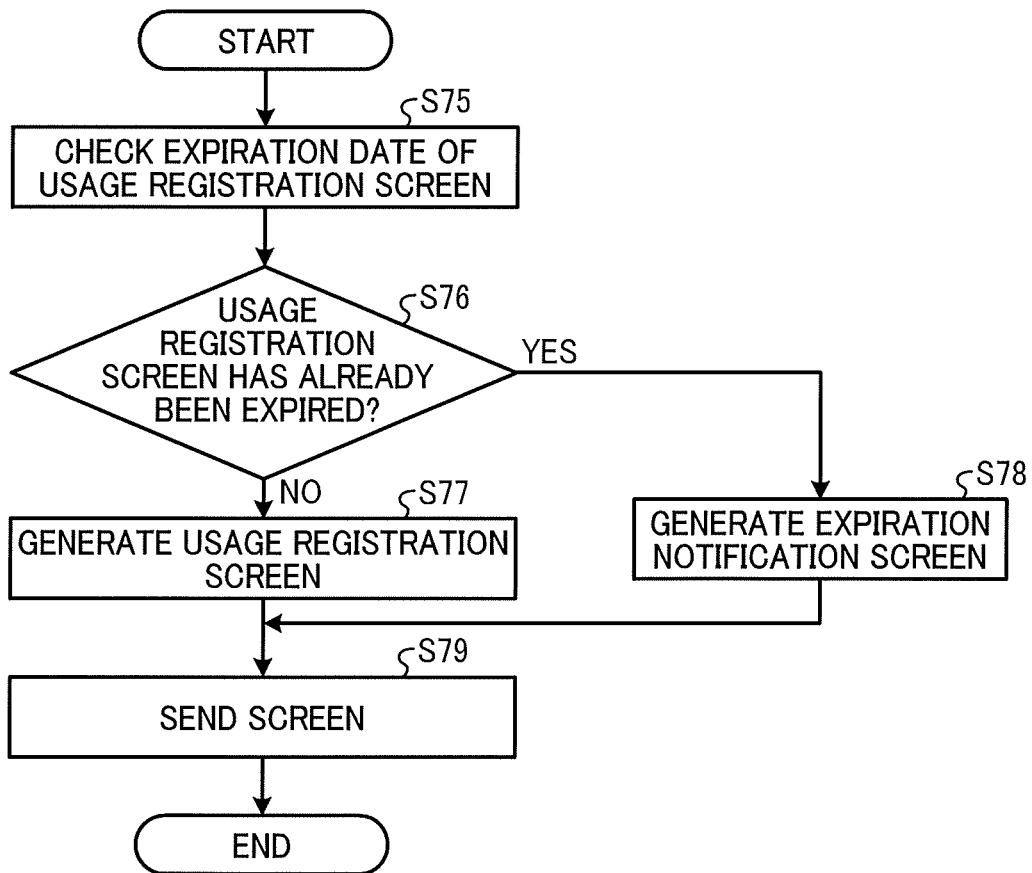 START
S75
CHECK EXPIRATION DATE OF
USAGE REGISTRATION SCREEN
S76
USAGE
REGISTRATION
SCREEN HAS ALREADY
BEEN EXPIRED?
YES
NO
S77
GENERATE USAGE REGISTRATION
SCREEN
S78
GENERATE EXPIRATION
NOTIFICATION SCREEN
S79
SEND SCREEN
END